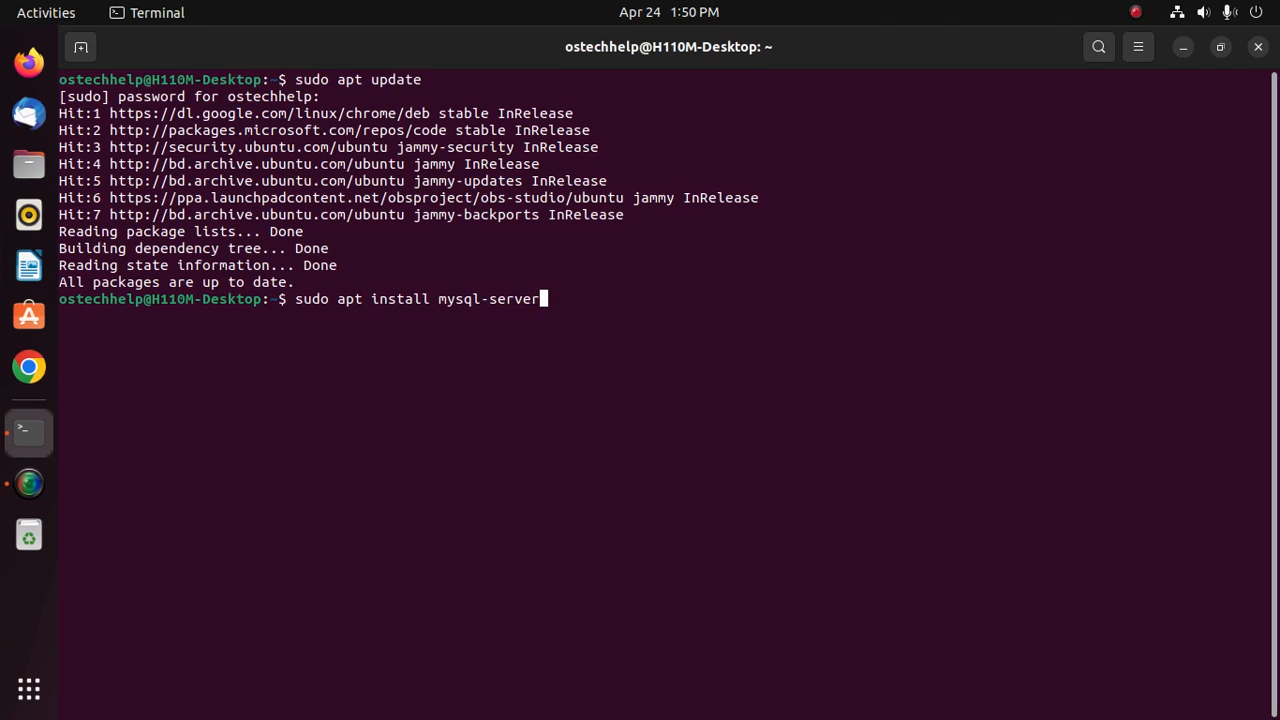 Activities Terminal Apr 24 1:50 PM
ostechhelp@H110M-Desktop: ~
ostechhelp@H110M-Desktop:~$ sudo apt update
[sudo] password for ostechhelp:
Hit:1 https://dl.google.com/linux/chrome/deb stable InRelease
Hit:2 http://packages.microsoft.com/repos/code stable InRelease
Hit:3 http://security.ubuntu.com/ubuntu jammy-security InRelease
Hit:4 http://bd.archive.ubuntu.com/ubuntu jammy InRelease
Hit:5 http://bd.archive.ubuntu.com/ubuntu jammy-updates InRelease
Hit:6 https://ppa.launchpadcontent.net/obsproject/obs-studio/ubuntu jammy InRelease
Hit:7 http://bd.archive.ubuntu.com/ubuntu jammy-backports InRelease
Reading package lists... Done
Building dependency tree... Done
Reading state information... Done
All packages are up to date.
ostechhelp@H110M-Desktop:~$ sudo apt install mysql-server